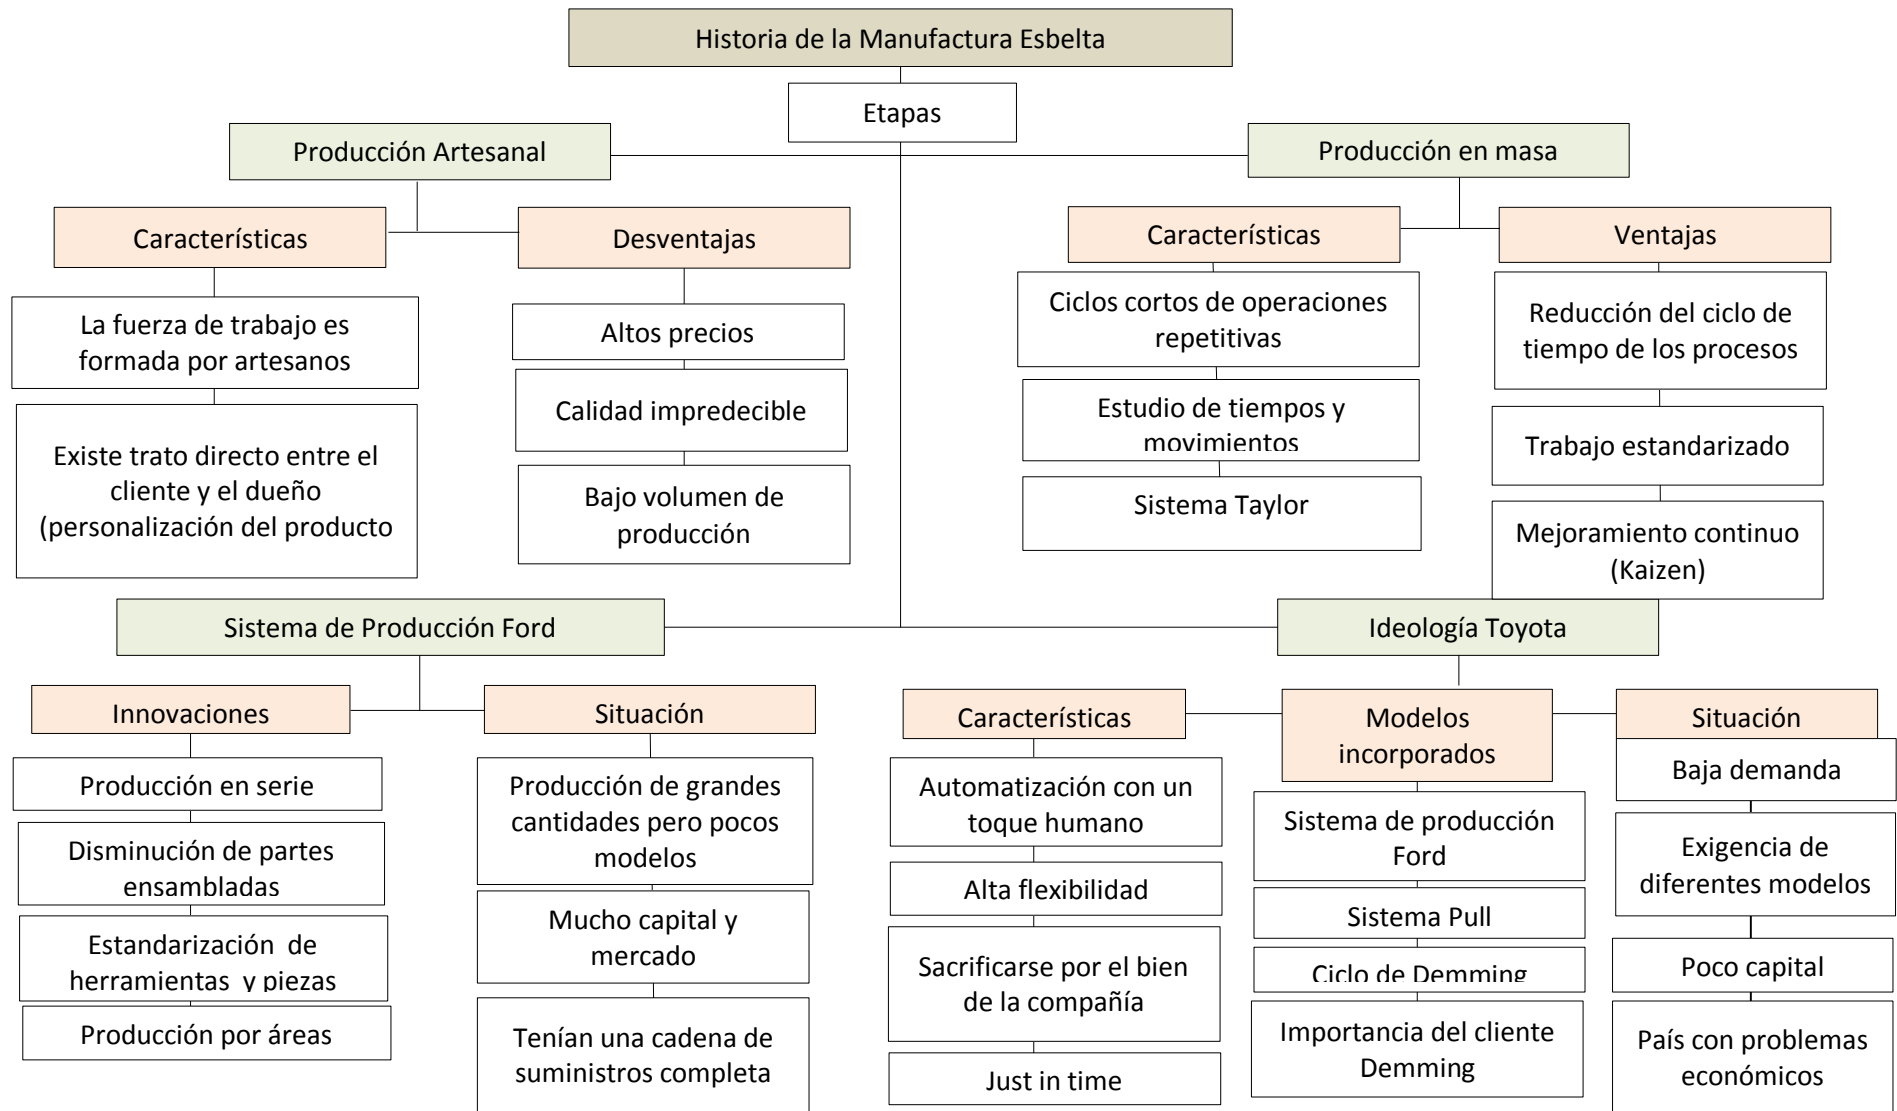 Historia de la Manufactura Esbelta
Etapas
Producción Artesanal
Características
La fuerza de trabajo es
formada por artesanos
Existe trato directo entre el
cliente y el dueño
(personalización del producto
Desventajas
Altos precios
Calidad impredecible
Bajo volumen de
producción
Producción en masa
Características
Ciclos cortos de operaciones
repetitivas
Estudio de tiempos y
movimientos
Sistema Taylor
Ventajas
Reducción del ciclo de
tiempo de los procesos
Trabajo estandarizado
Mejoramiento continuo
(Kaizen)
Sistema de Producción Ford
Innovaciones
Producción en serie
Disminución de partes
ensambladas
Estandarización de
herramientas y piezas
Producción por áreas
Situación
Producción de grandes
cantidades pero pocos
modelos
Mucho capital y
mercado
Tenían una cadena de
suministros completa
Ideología Toyota
Características
Automatización con un
toque humano
Alta flexibilidad
Sacrificarse por el bien
de la compañía
Just in time
Modelos
incorporados
Sistema de producción
Ford
Sistema Pull
Ciclo de Demming
Importancia del cliente
Demming
Situación
Baja demanda
Exigencia de
diferentes modelos
Poco capital
País con problemas
económicos